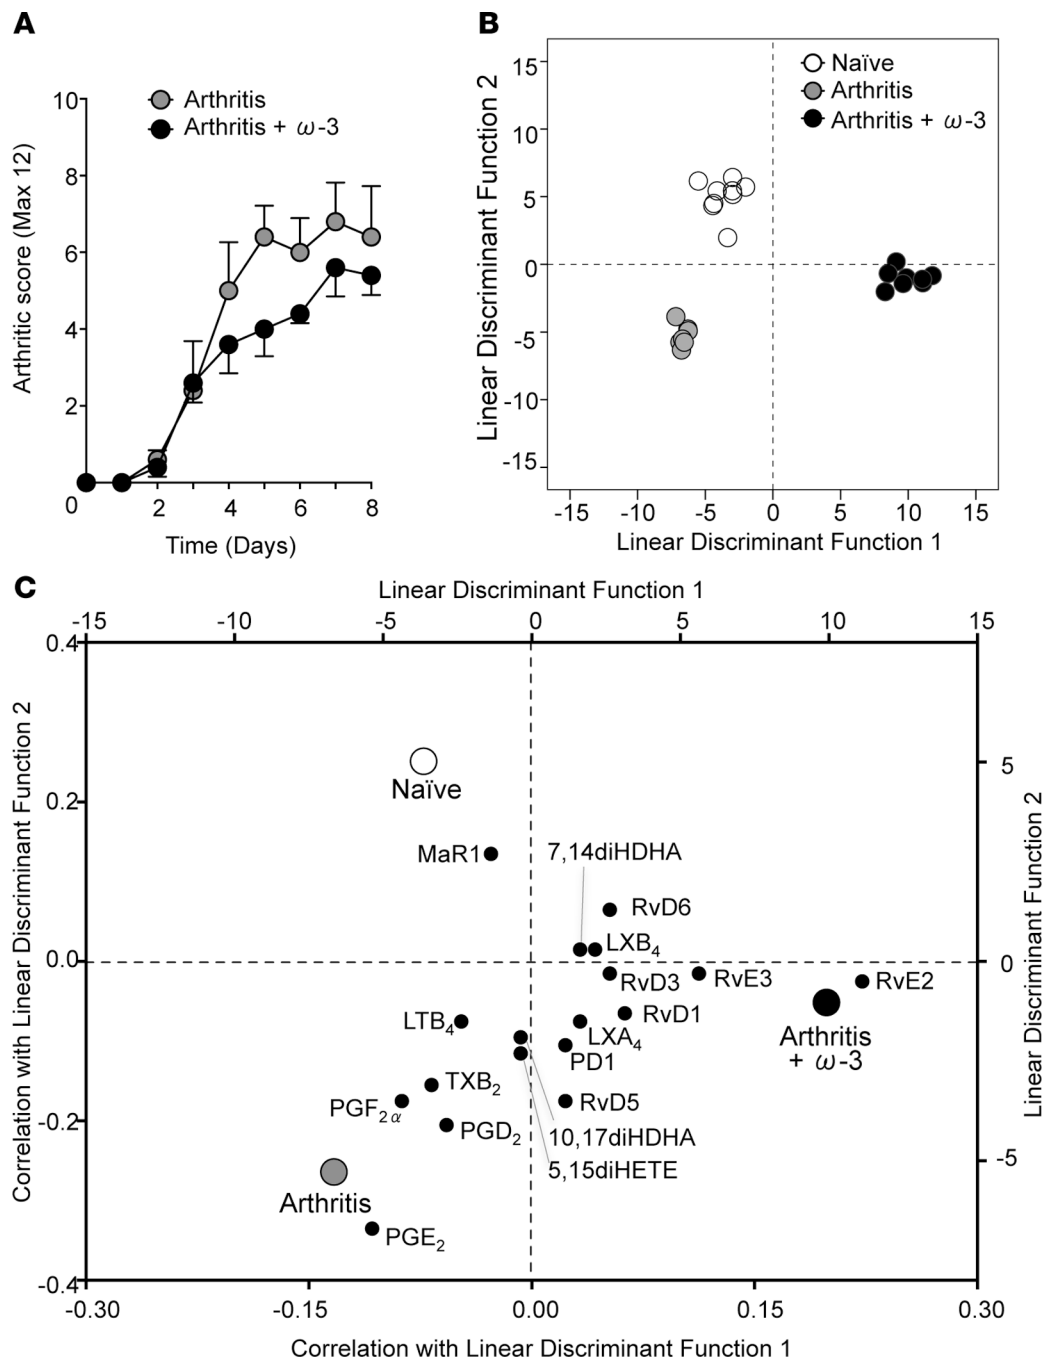 A
Arthritis
Arthritis + ω-3
Arthritic score (Max 12)
10
8
6
4
2
0
2 4 6 8
Time (Days)
B
Naïve
Arthritis
Arthritis + ω-3
Linear Discriminant Function 2
15
10
5
0
-5
-10
-15
-15 -10 -5 0 5 10 15
Linear Discriminant Function 1
C
Linear Discriminant Function 1
-15 -10 -5 0 5 10 15
Correlation with Linear Discriminant Function 2
0.4
0.2
0.0
-0.2
-0.4
Linear Discriminant Function 2
5
0
-5
Naïve
MaR1
7,14diHDHA
RvD6
LXB4
RvD3
RvE3
RvE2
RvD1
Arthritis
+ ω-3
LTB4
LXA4
PD1
TXB2
PGF2α
RvD5
PGD2
10,17diHDHA
5,15diHETE
Arthritis
PGE2
-0.30 -0.15 0.00 0.15 0.30
Correlation with Linear Discriminant Function 1